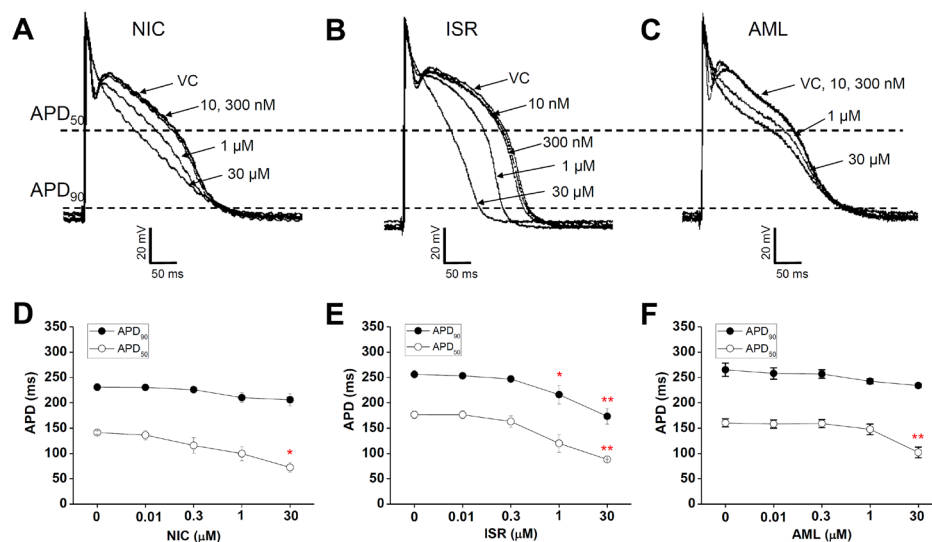 A NIC
VC
10, 300 nM
1 µM
30 µM
20 mV
50 ms
B ISR
VC
10 nM
300 nM
1 µM
30 µM
20 mV
50 ms
C AML
VC, 10, 300 nM
1 µM
30 µM
20 mV
50 ms
APD50
APD90
D
APD90
APD50
APD (ms)
350
300
250
200
150
100
50
0
*
0 0.01 0.3 1 30
NIC (µM)
E
APD90
APD50
APD (ms)
350
300
250
200
150
100
50
0
*
**
**
0 0.01 0.3 1 30
ISR (µM)
F
APD90
APD50
APD (ms)
350
300
250
200
150
100
50
0
**
0 0.01 0.3 1 30
AML (µM)